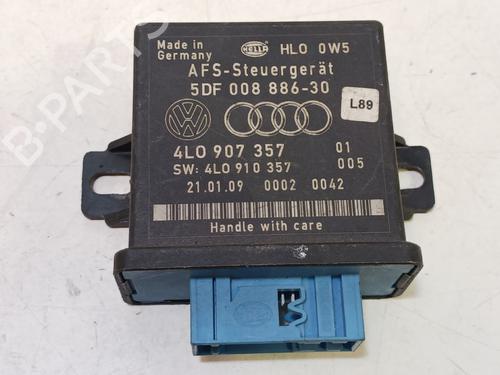 Made in
Germany
HELLA
HLO 0W5
AFS-Steuergerät
5DF 008 886-30
L89
4L0 907 357
01
SW: 4L0 910 357
005
21.01.09 0002 0042
Handle with care
B-PARTS